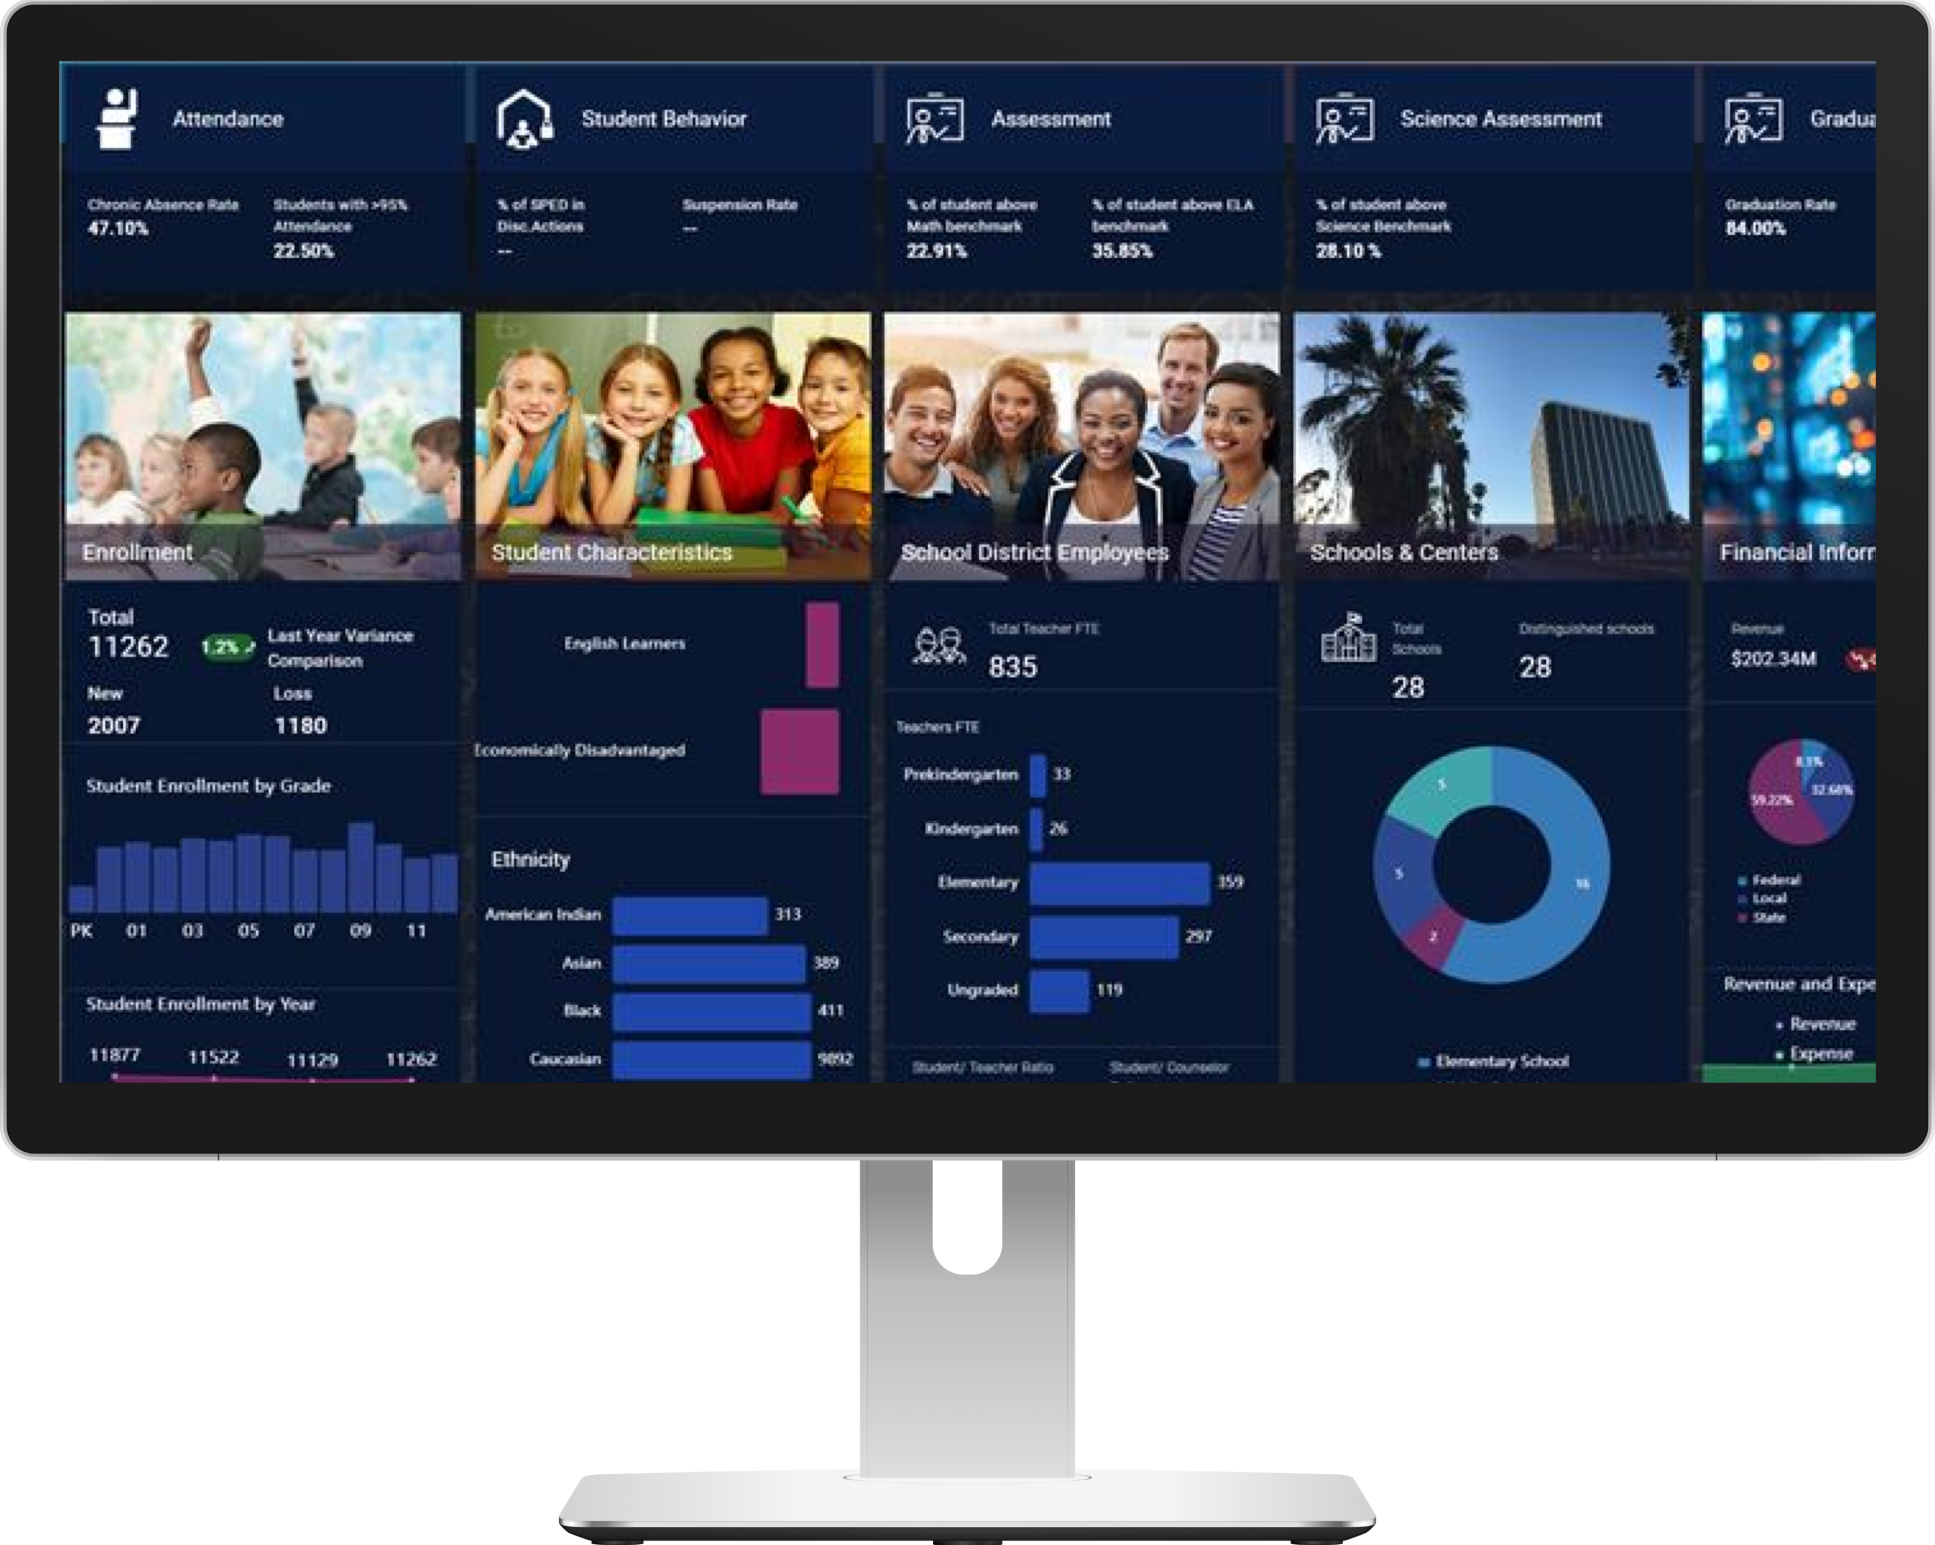 Attendance
Chronic Absence Rate
47.10%
Students with >95%
Attendance
22.50%
Student Behavior
% of SPED in
Disc.Actions
--
Suspension Rate
--
Assessment
% of student above
Math benchmark
22.91%
% of student above ELA
benchmark
35.85%
Science Assessment
% of student above
Science Benchmark
28.10 %
Gradua
Graduation Rate
84.00%
Enrollment
Total
11262
1.2%
Last Year Variance
Comparison
New
2007
Loss
1180
Student Enrollment by Grade
PK 01 03 05 07 09 11
Student Enrollment by Year
11877 11522 11129 11262
Student Characteristics
English Learners
Economically Disadvantaged
Ethnicity
American Indian 313
Asian 389
Black 411
Caucasian 9892
School District Employees
Total Teacher FTE
835
Teachers FTE
Prekindergarten 33
Kindergarten 26
Elementary 359
Secondary 297
Ungraded 119
Student/ Teacher Ratio
Student/ Counselor
Schools & Centers
Total
Schools
28
Distinguished schools
28
5
5
2
16
Elementary School
Financial Inforr
Revenue
$202.34M
8.1%
32.68%
59.22%
Federal
Local
State
Revenue and Expe
Revenue
Expense